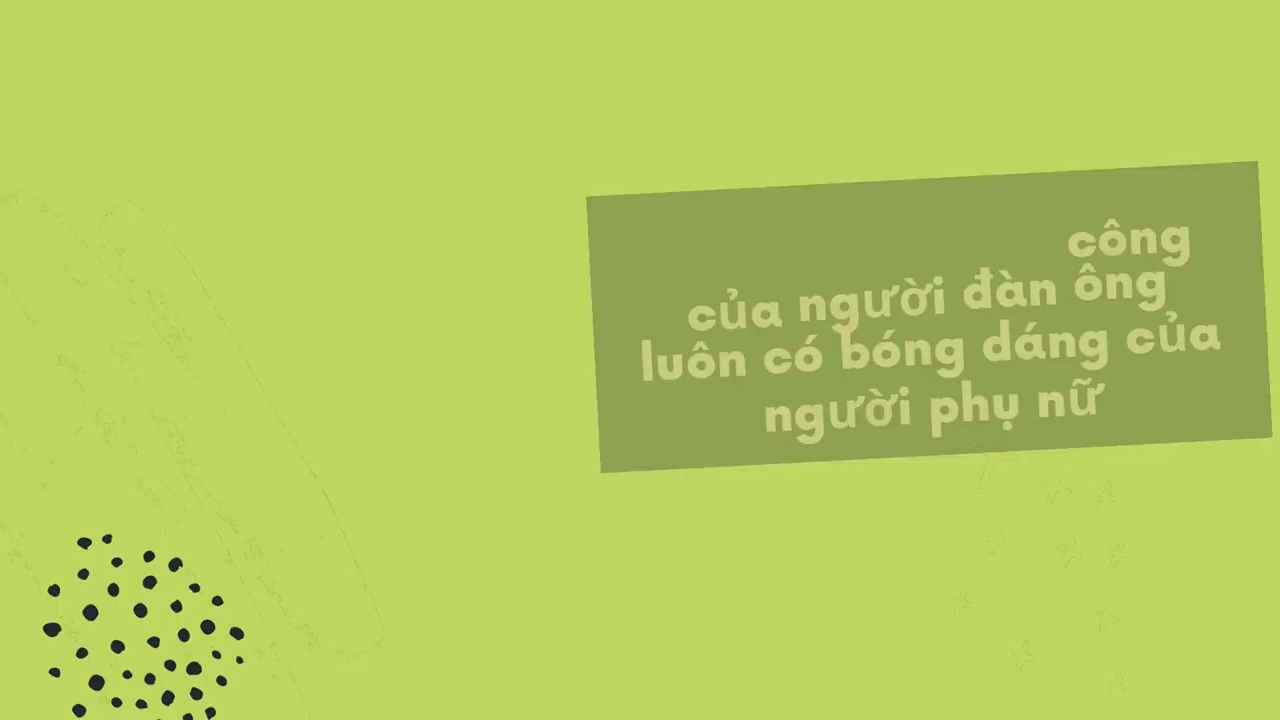 công
của người đàn ông
luôn có bóng dáng của
người phụ nữ